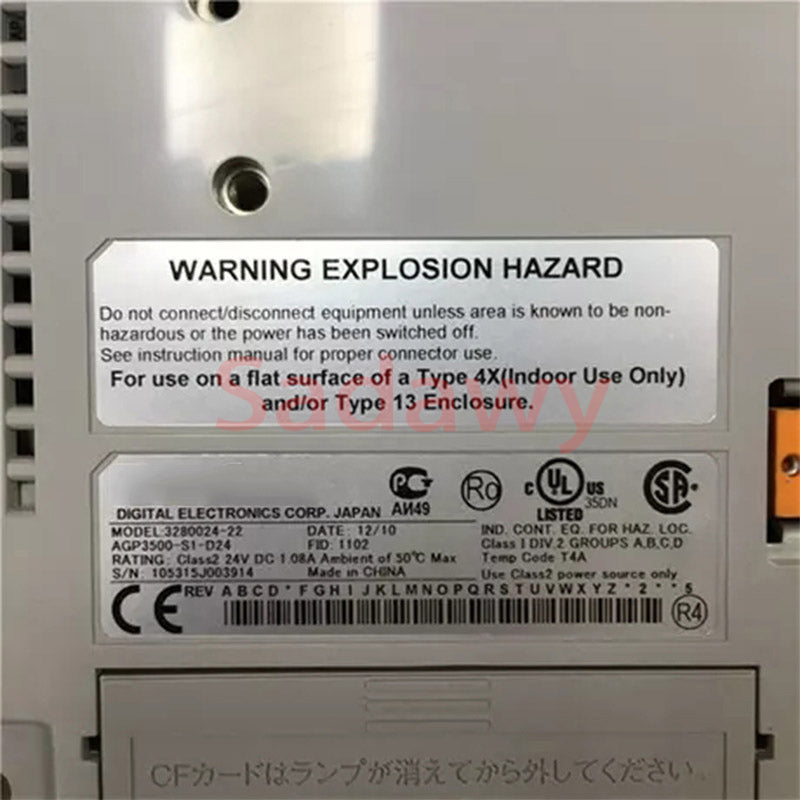 WARNING EXPLOSION HAZARD
Do not connect/disconnect equipment unless area is known to be non-
hazardous or the power has been switched off.
See instruction manual for proper connector use.
For use on a flat surface of a Type 4X(Indoor Use Only)
and/or Type 13 Enclosure.
Sadawy
DIGITAL ELECTRONICS CORP. JAPAN
АИ49
c UL US
35DN
LISTED
MODEL:3280024-22 DATE: 12/10
AGP3500-S1-D24 FID: 1102
RATING: Class2 24V DC 1.08A Ambient of 50℃ Max
S/N: 105315J003914 Made in CHINA
IND. CONT. EQ. FOR HAZ. LOC.
Class I DIV.2 GROUPS A,B,C,D
Temp Code T4A
Use Class2 power source only
CE REV A B C D * F G H I J K L M N O P Q R S T U V W X Y Z * 2 * * 5
R4
CFカードはランプが消えてから外してください